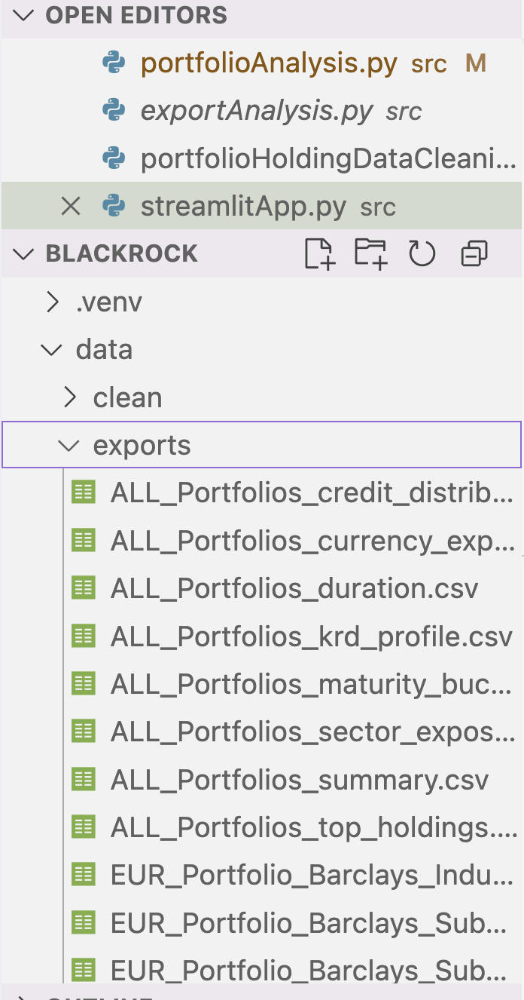 OPEN EDITORS
portfolioAnalysis.py src M
exportAnalysis.py src
portfolioHoldingDataCleani...
streamlitApp.py src
BLACKROCK
.venv
data
clean
exports
ALL_Portfolios_credit_distrib...
ALL_Portfolios_currency_exp...
ALL_Portfolios_duration.csv
ALL_Portfolios_krd_profile.csv
ALL_Portfolios_maturity_buc...
ALL_Portfolios_sector_expos...
ALL_Portfolios_summary.csv
ALL_Portfolios_top_holdings....
EUR_Portfolio_Barclays_Indu...
EUR_Portfolio_Barclays_Sub...
EUR_Portfolio_Barclays_Sub...
OUTLINE